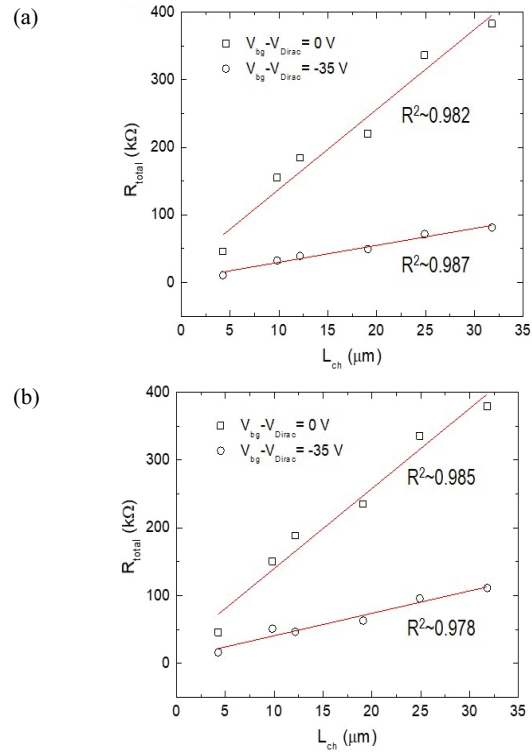 (a)
400
300
200
100
0
R_total (kΩ)
□ V_bg-V_Dirac= 0 V
○ V_bg-V_Dirac= -35 V
R²~0.982
R²~0.987
0 5 10 15 20 25 30 35
L_ch (μm)
(b)
400
300
200
100
0
R_total (kΩ)
□ V_bg-V_Dirac= 0 V
○ V_bg-V_Dirac= -35 V
R²~0.985
R²~0.978
0 5 10 15 20 25 30 35
L_ch (μm)